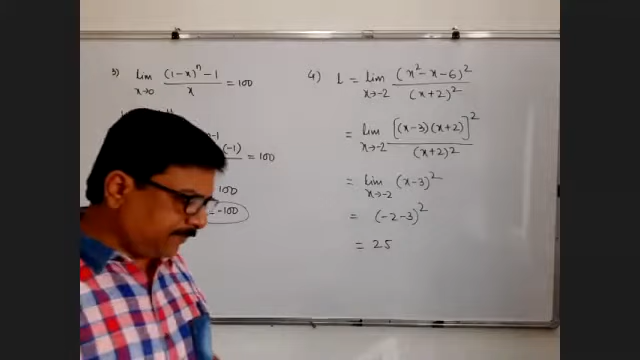 3) lim x→0 ((1-x)^n - 1)/x = 100
(-1) = 100
100
= -100
4) L = lim x→-2 (x² - x - 6)²/(x+2)²
= lim x→-2 [(x-3)(x+2)]²/(x+2)²
= lim x→-2 (x-3)²
= (-2-3)²
= 25